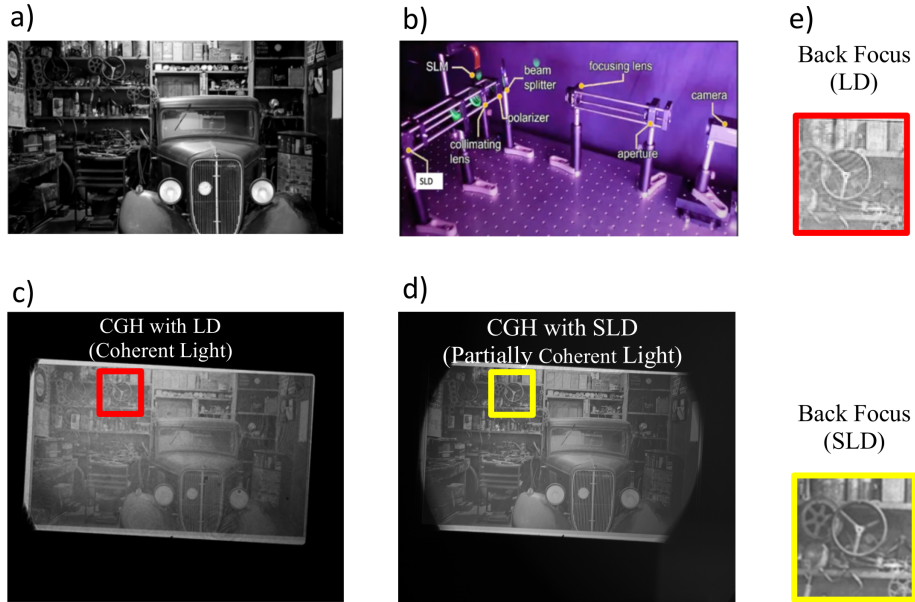 a)
b)
SLM
beam
splitter
polarizer
collimating
lens
SLD
focusing lens
aperture
camera
e)
Back Focus
(LD)
c)
CGH with LD
(Coherent Light)
d)
CGH with SLD
(Partially Coherent Light)
Back Focus
(SLD)